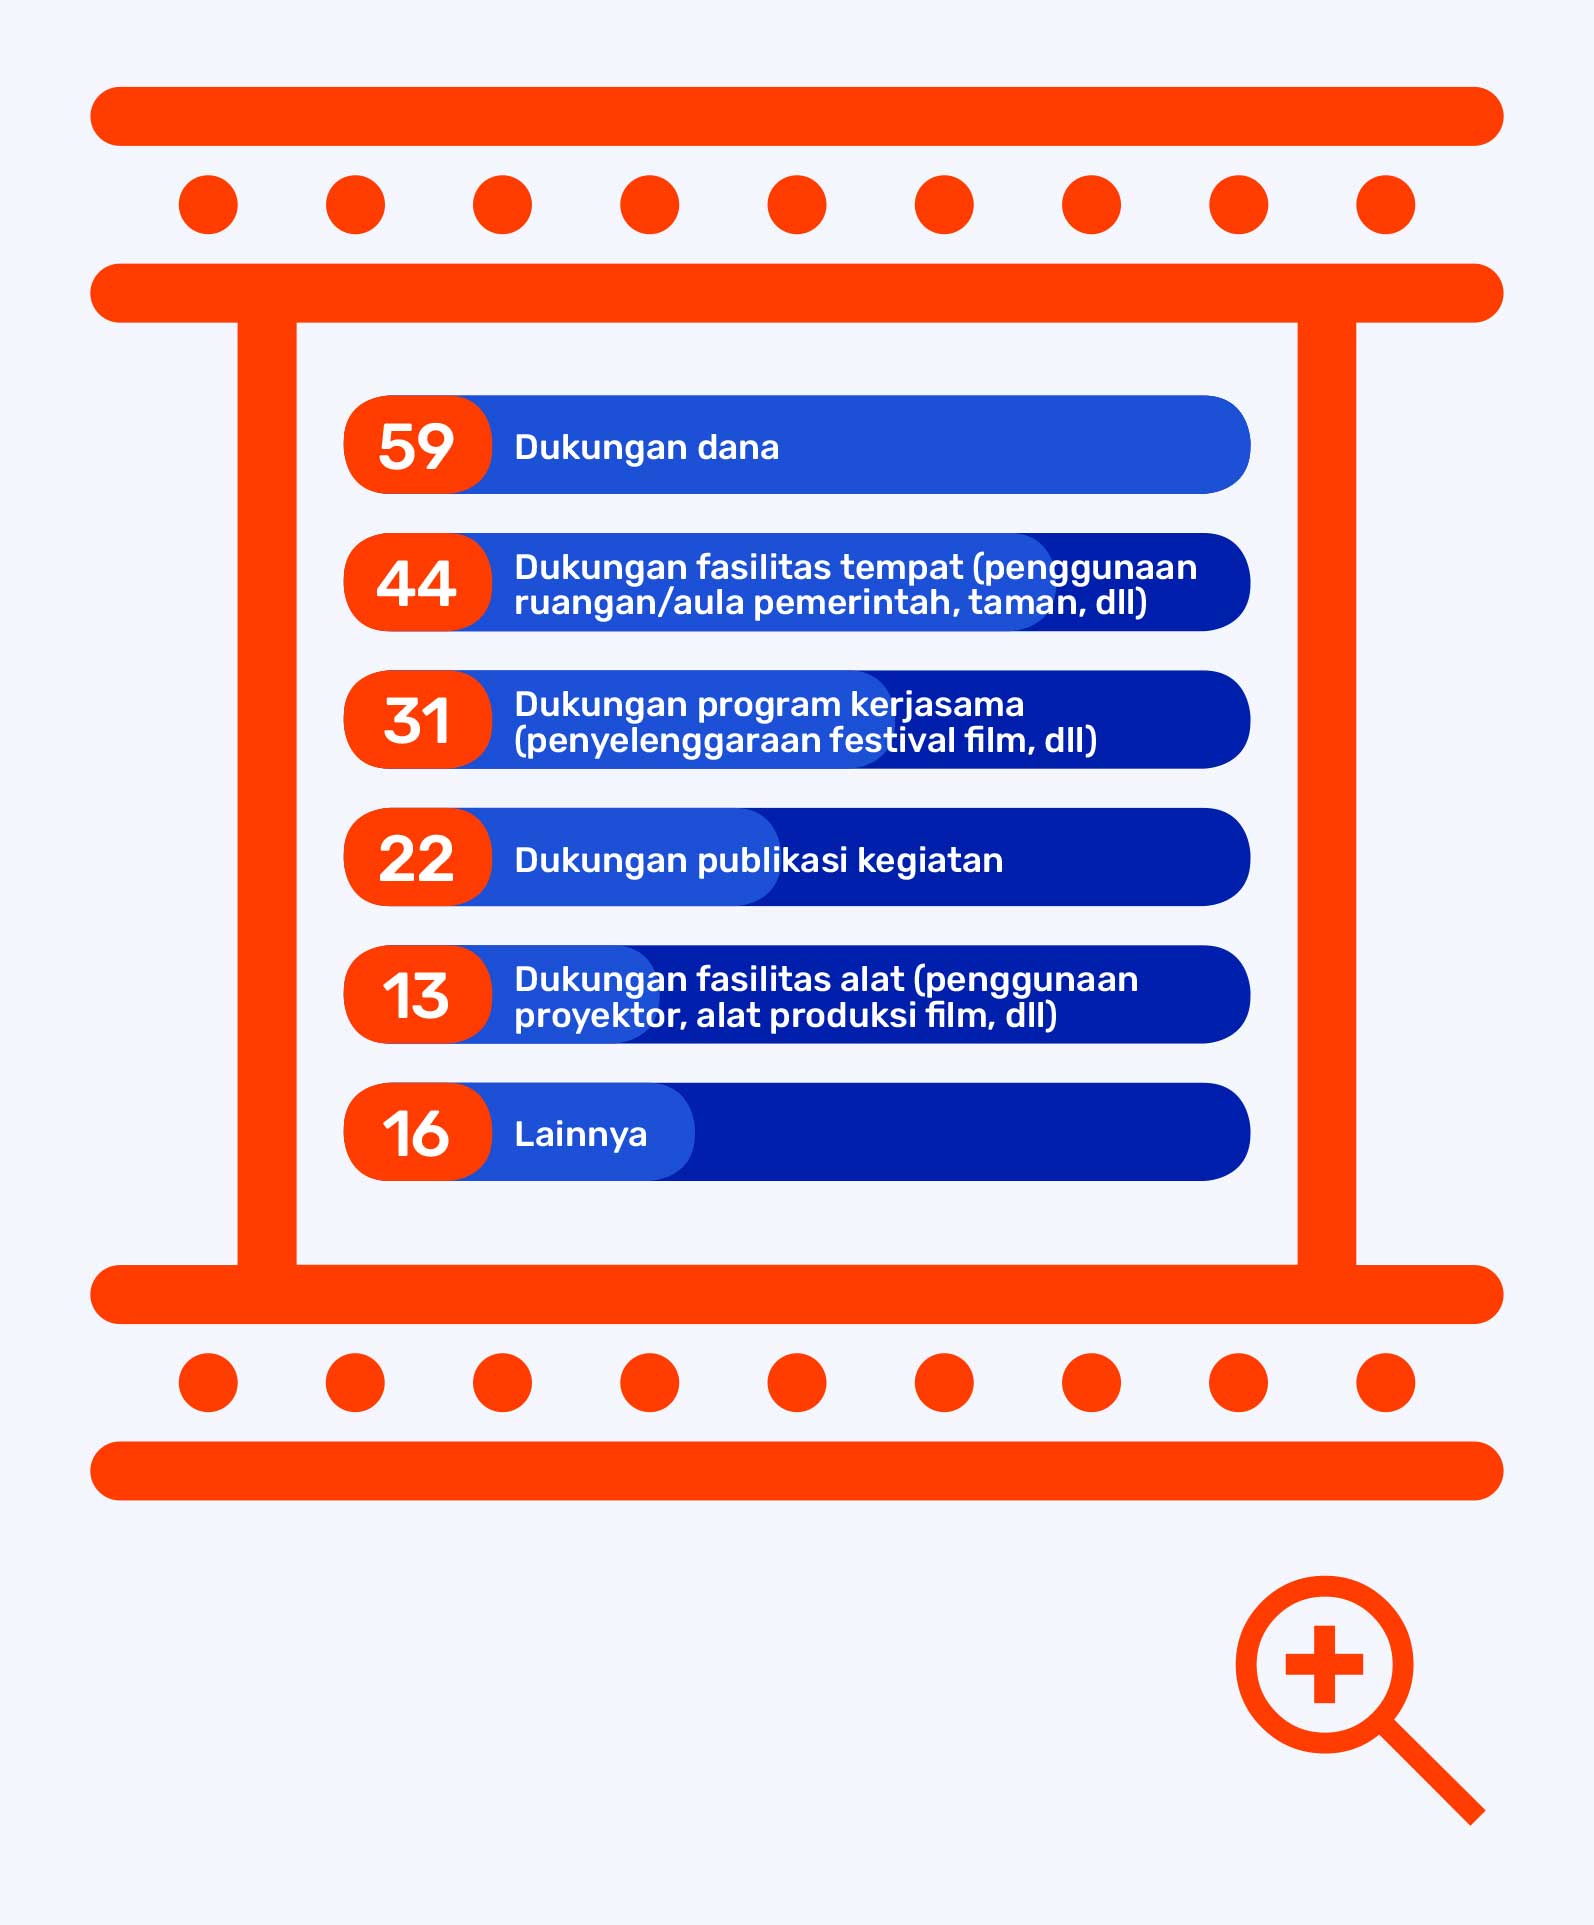 59
Dukungan dana
44
Dukungan fasilitas tempat (penggunaan
ruangan/aula pemerintah, taman, dll)
31
Dukungan program kerjasama
(penyelenggaraan festival film, dll)
22
Dukungan publikasi kegiatan
13
Dukungan fasilitas alat (penggunaan
proyektor, alat produksi film, dll)
16
Lainnya